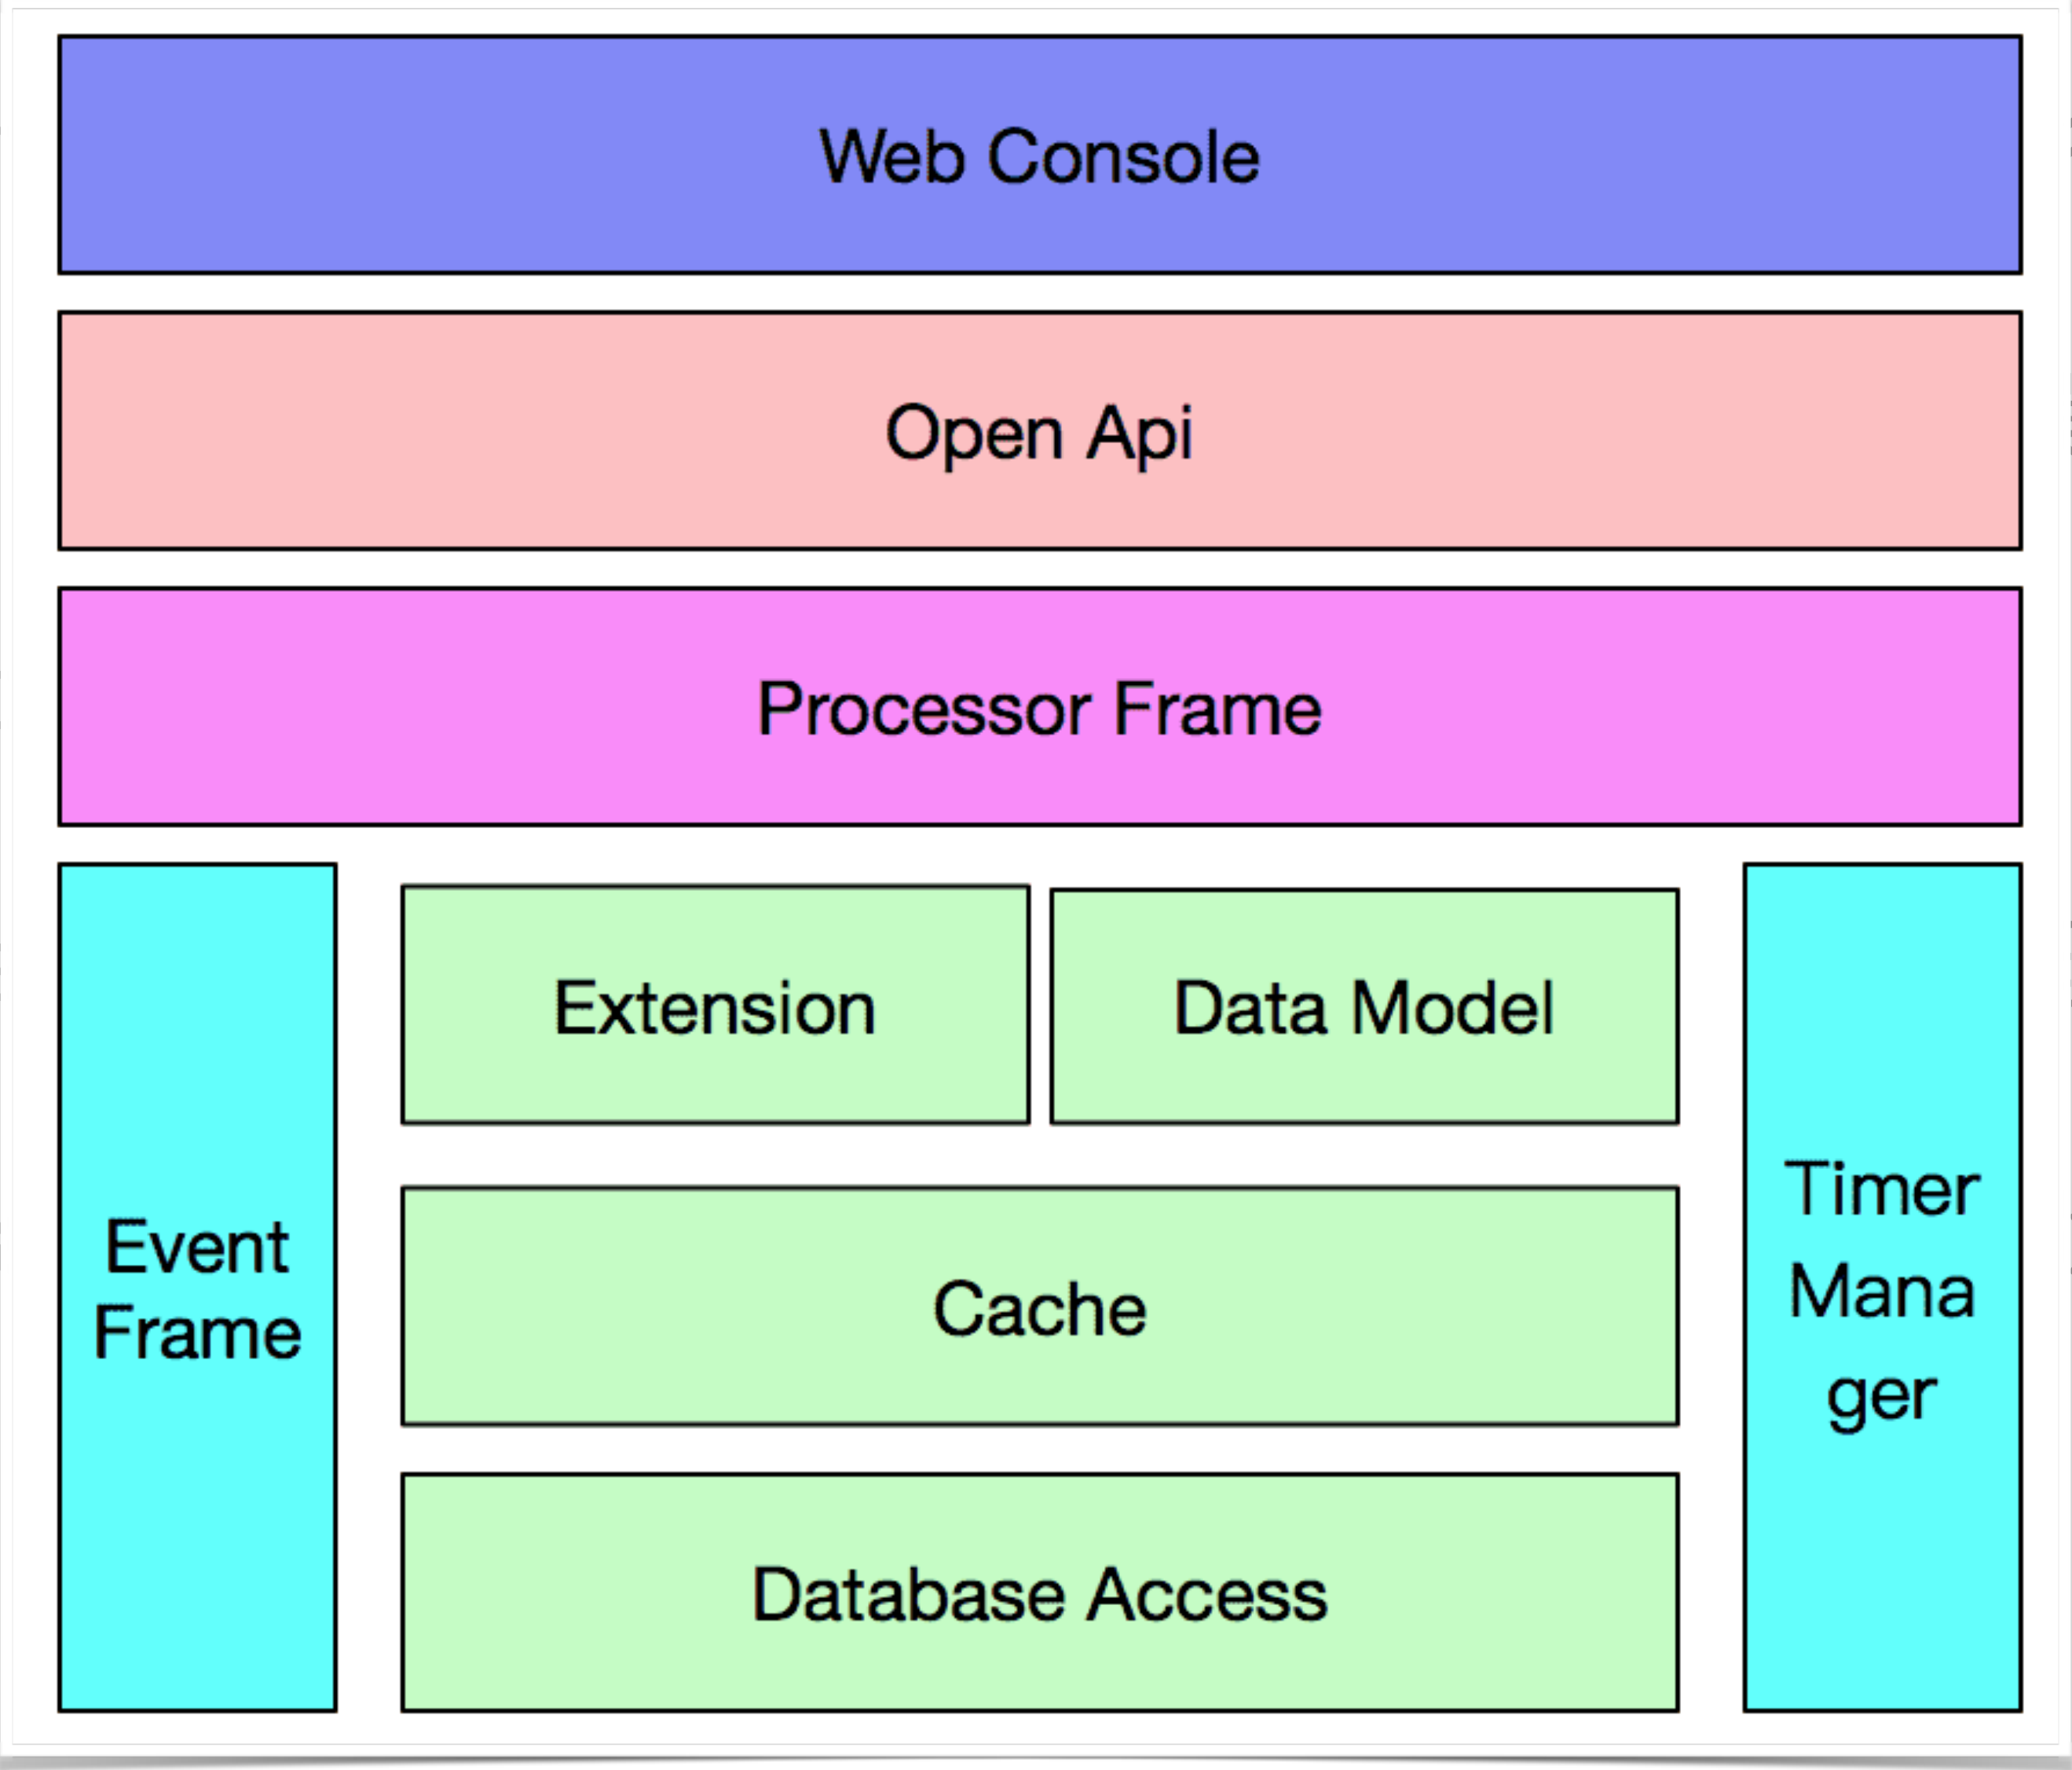 Web Console
Open Api
Processor Frame
Event
Frame
Extension
Data Model
Cache
Database Access
Timer
Mana
ger